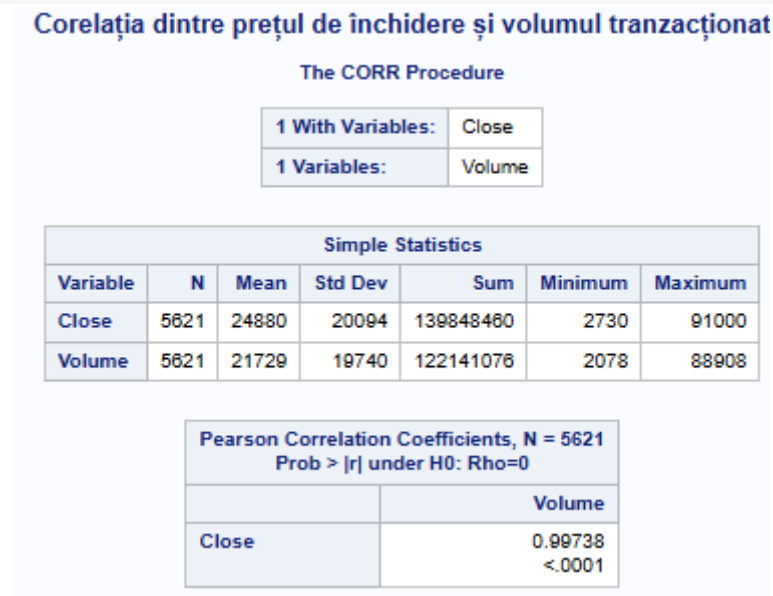 Corelația dintre prețul de închidere și volumul tranzacționat
The CORR Procedure
1 With Variables: Close
1 Variables: Volume
Simple Statistics
Variable N Mean Std Dev Sum Minimum Maximum
Close 5621 24880 20094 139848460 2730 91000
Volume 5621 21729 19740 122141076 2078 88908
Pearson Correlation Coefficients, N = 5621
Prob > |r| under H0: Rho=0
Volume
Close 0.99738
<.0001